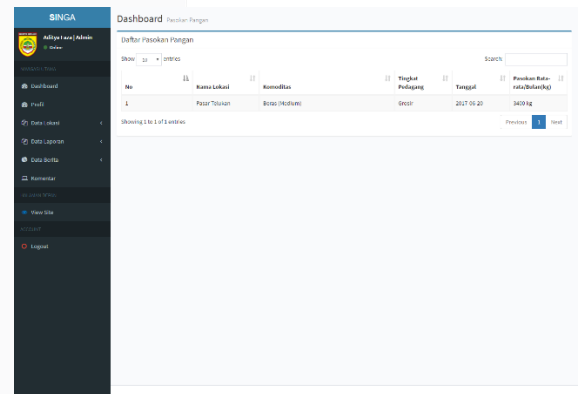 SINGA
Dashboard Pasokan Pangan
Admin
Online
Daftar Pasokan Pangan
Show 10 entries
Search
No
Nama Lokasi
Komoditas
Tingkat Pedagang
Tanggal
Pasokan Rata-rata/Bulan(kg)
1
Pasar Telukan
Beras (Medium)
Grosir
2017-06-20
3400 kg
Showing 1 to 1 of 1 entries
Previous 1 Next
Dashboard
Profil
Data Lokasi
Data Laporan
Data Berita
Komentar
View Site
Logout